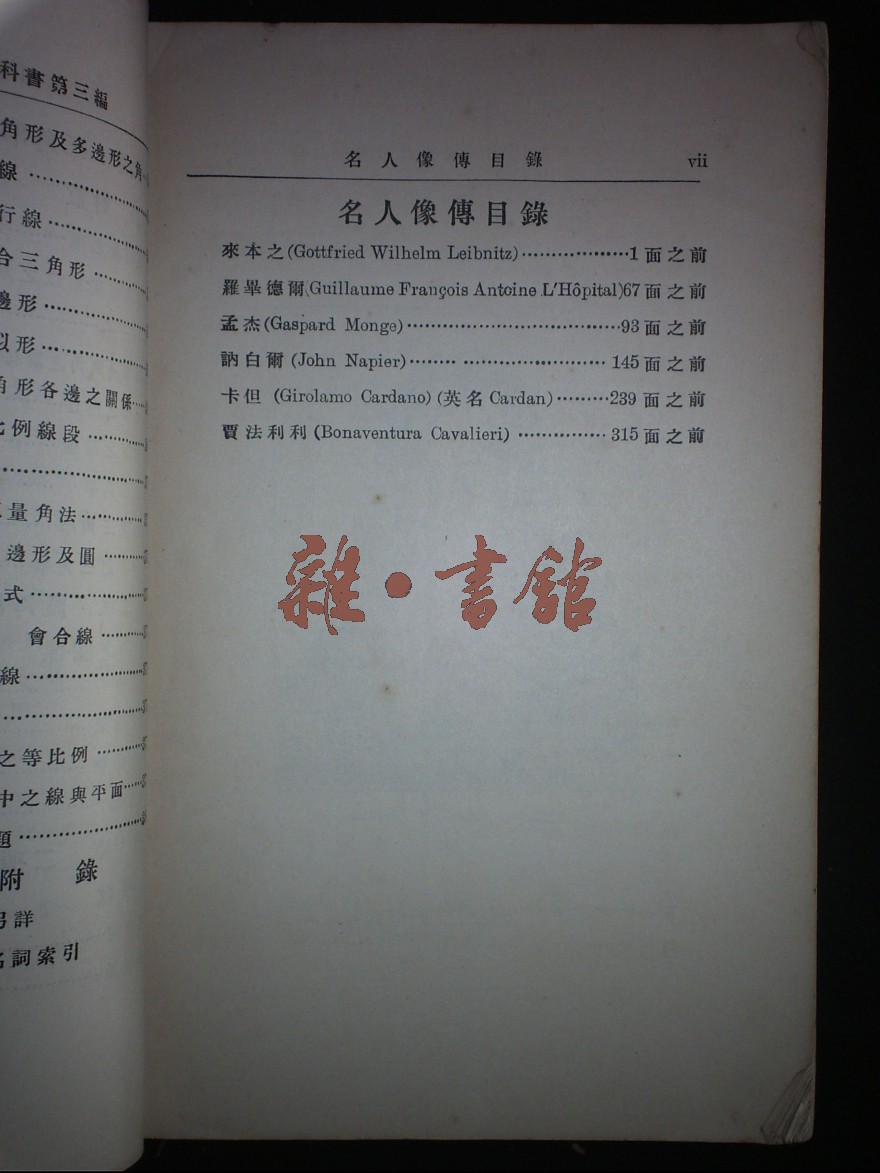 科書第三編
角形及多邊形之角
線
行線
合三角形
邊形
以形
角形各邊之關係
比例線段
量角法
邊形及圓
式
會合線
線
之等比例
中之線與平面
題
附 錄
詳
名詞索引
名人像傳目錄 vii
名人像傳目錄
來本之(Gottfried Wilhelm Leibnitz)··················1面之前
羅畢德爾(Guillaume François Antoine L'Hôpital)67面之前
孟杰(Gaspard Monge)·····································93面之前
訥白爾(John Napier)········ ····················· 145面之前
卡但 (Girolamo Cardano) (英名Cardan)·········239面之前
賈法利利(Bonaventura Cavalieri) ··············· 315面之前
雜·書館